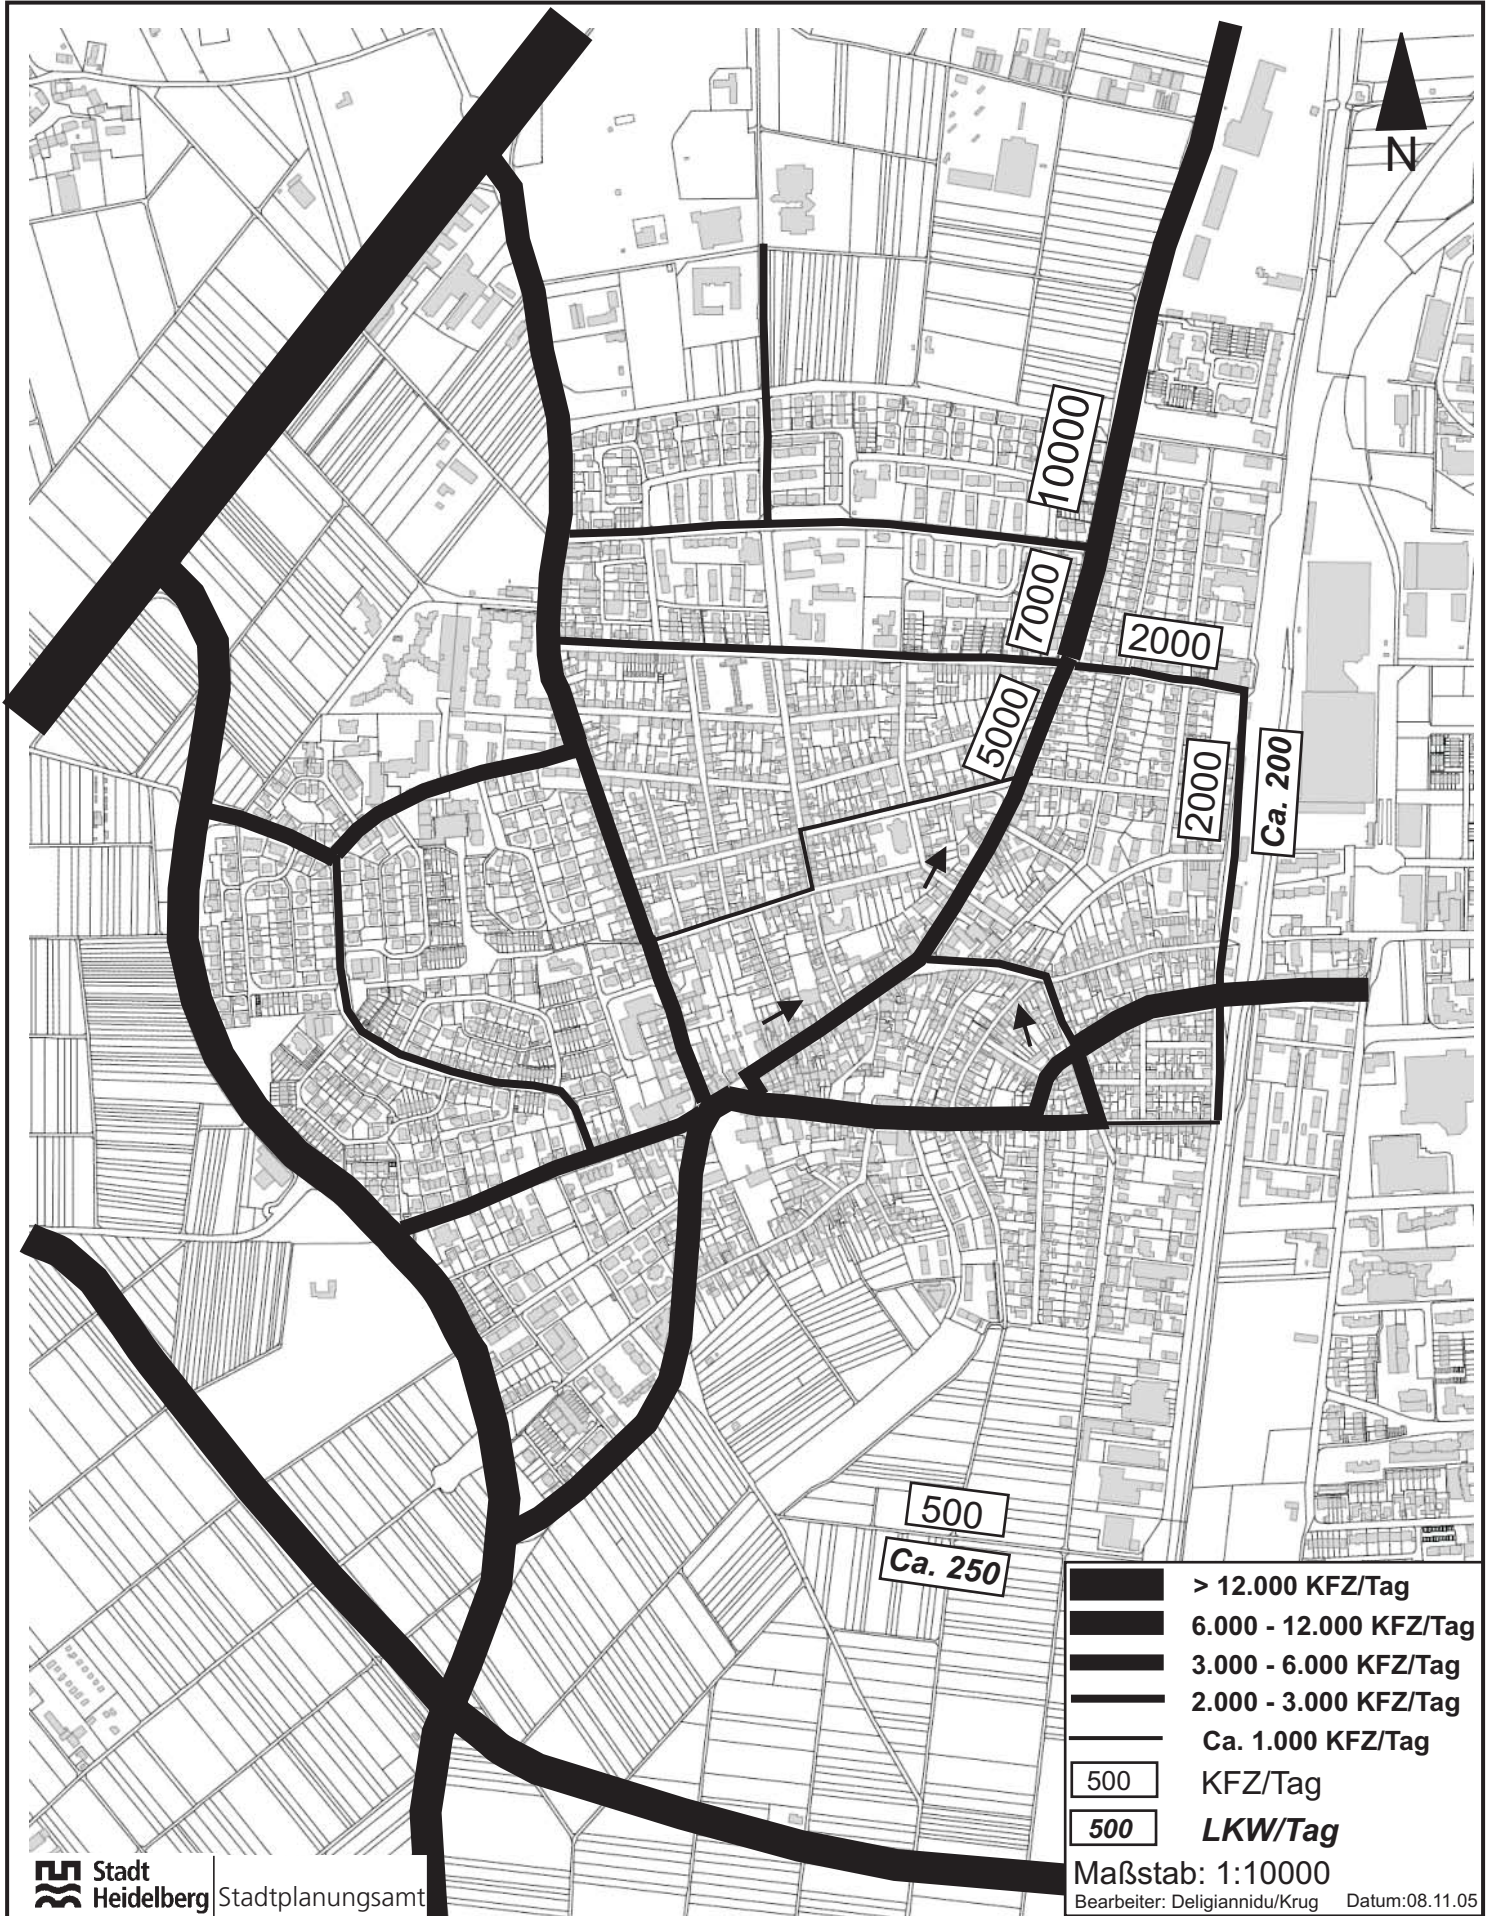 N
10000
7000
2000
5000
2000
Ca. 200
500
Ca. 250
> 12.000 KFZ/Tag
6.000 - 12.000 KFZ/Tag
3.000 - 6.000 KFZ/Tag
2.000 - 3.000 KFZ/Tag
Ca. 1.000 KFZ/Tag
500 KFZ/Tag
500 LKW/Tag
Maßstab: 1:10000
Bearbeiter: Deligiannidu/Krug Datum:08.11.05
Stadt
Heidelberg Stadtplanungsamt